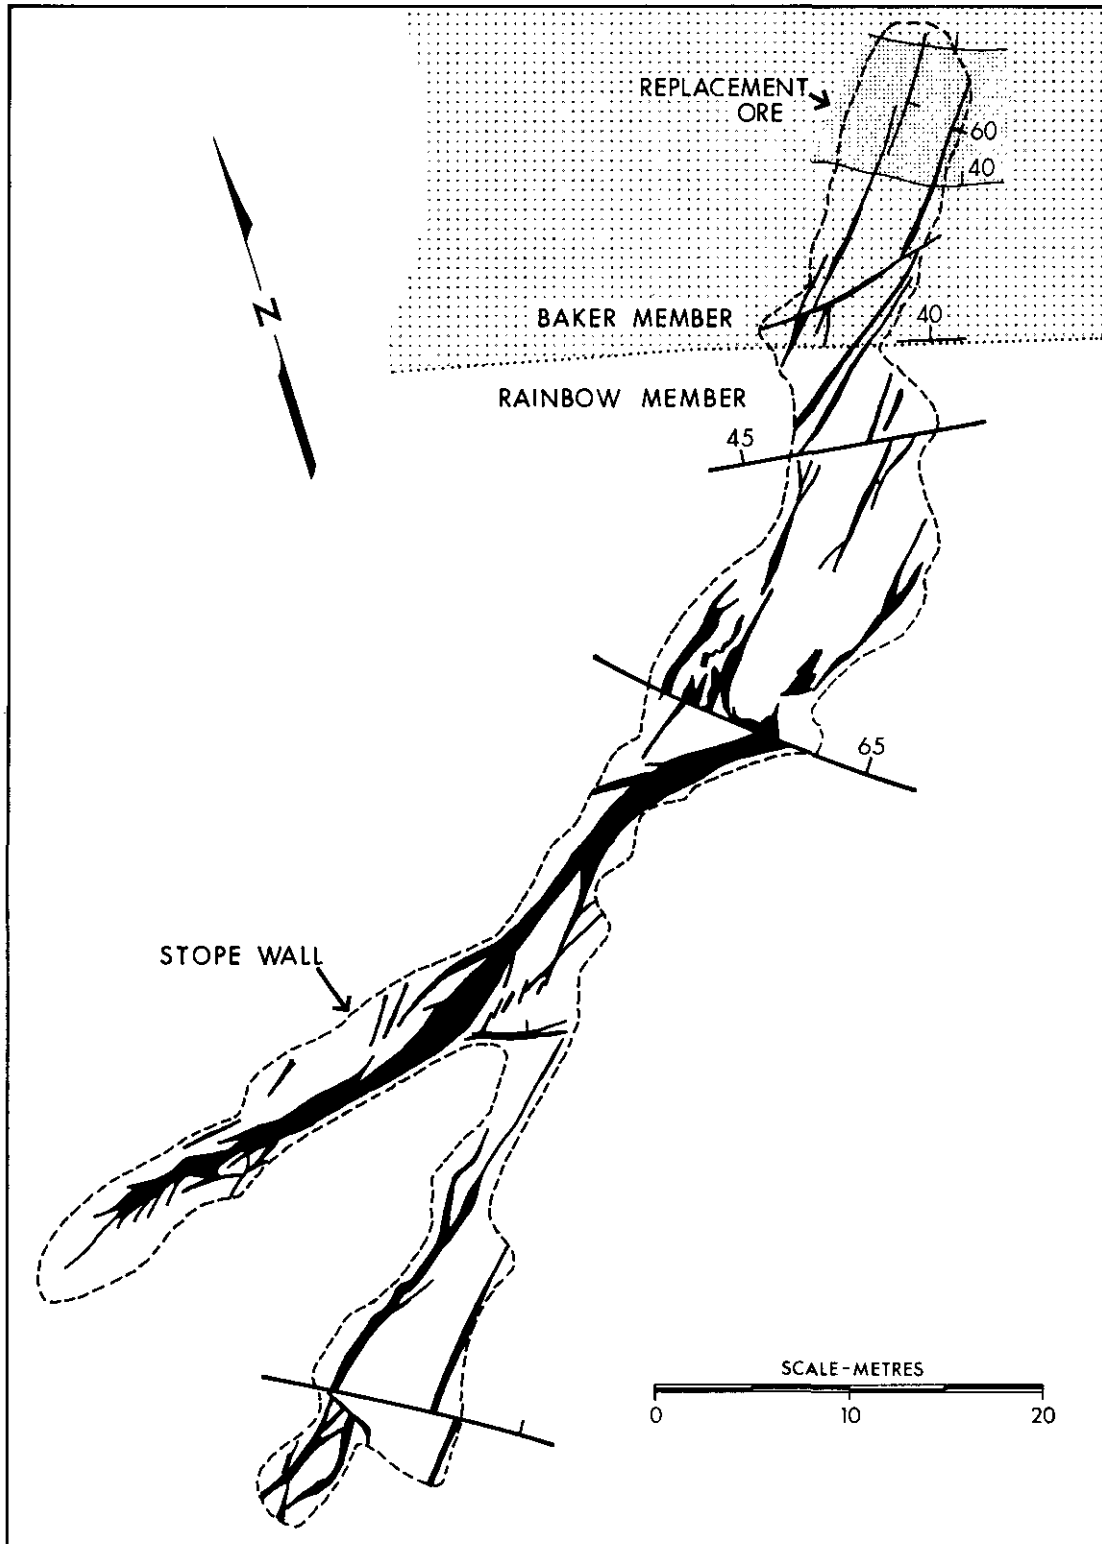 REPLACEMENT
ORE
60
40
N
BAKER MEMBER
40
RAINBOW MEMBER
45
65
STOPE WALL
SCALE-METRES
0 10 20